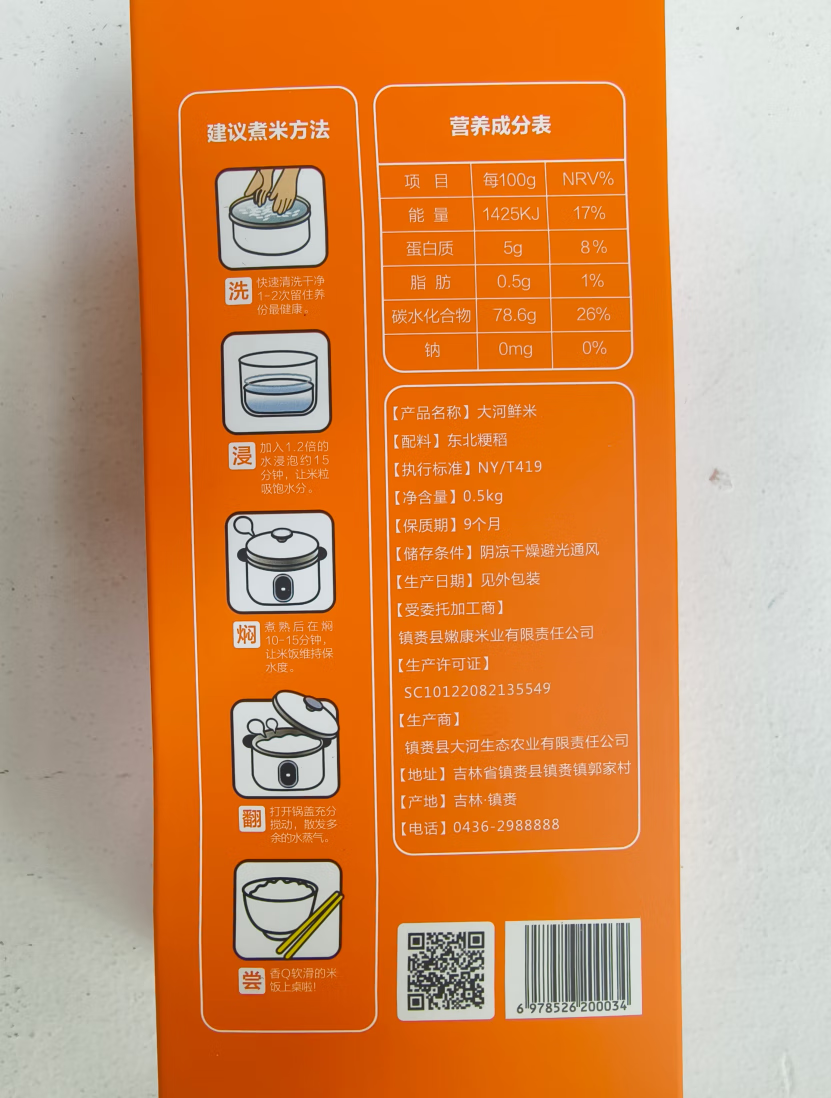 建议煮米方法
洗
快速清洗干净
1-2次留住养
份最健康。
浸
加入1.2倍的
水浸泡约15
分钟，让米粒
吸饱水分。
焖
煮熟后在焖
10-15分钟，
让米饭维持保
水度。
翻
打开锅盖充分
搅动，散发多
余的水蒸气。
尝
香Q软滑的米
饭上桌啦!
营养成分表
项 目 每100g NRV%
能 量 1425KJ 17%
蛋白质 5g 8%
脂 肪 0.5g 1%
碳水化合物 78.6g 26%
钠 0mg 0%
【产品名称】大河鲜米
【配料】东北粳稻
【执行标准】NY/T419
【净含量】0.5kg
【保质期】9个月
【储存条件】阴凉干燥避光通风
【生产日期】见外包装
【受委托加工商】
镇赉县嫩康米业有限责任公司
【生产许可证】
SC10122082135549
【生产商】
镇赉县大河生态农业有限责任公司
【地址】吉林省镇赉县镇赉镇郭家村
【产地】吉林·镇赉
【电话】0436-2988888
6 978526 200034